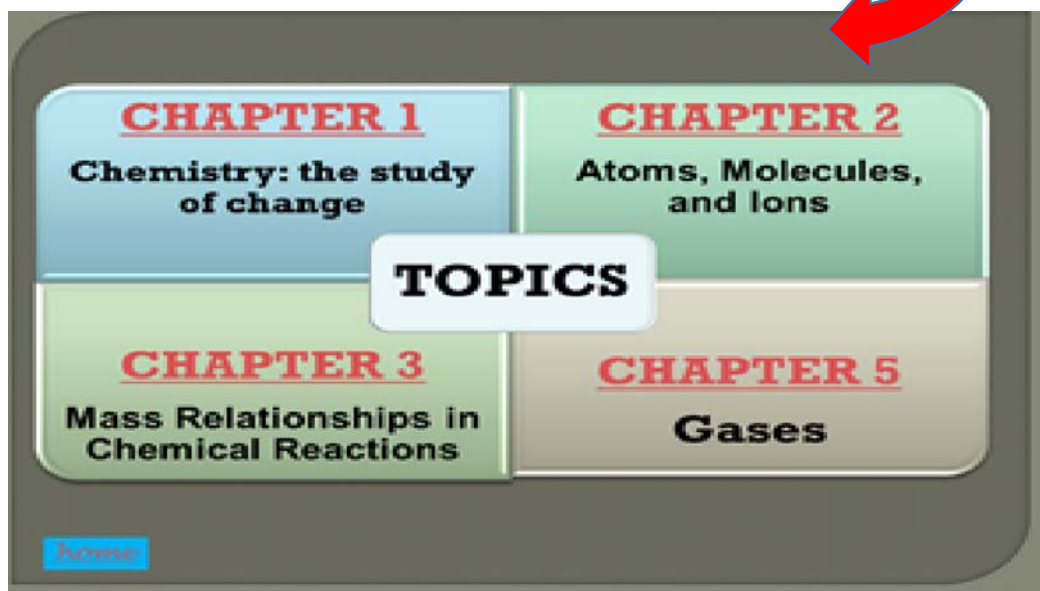 CHAPTER 1
Chemistry: the study
of change
CHAPTER 2
Atoms, Molecules,
and Ions
TOPICS
CHAPTER 3
Mass Relationships in
Chemical Reactions
CHAPTER 5
Gases
home